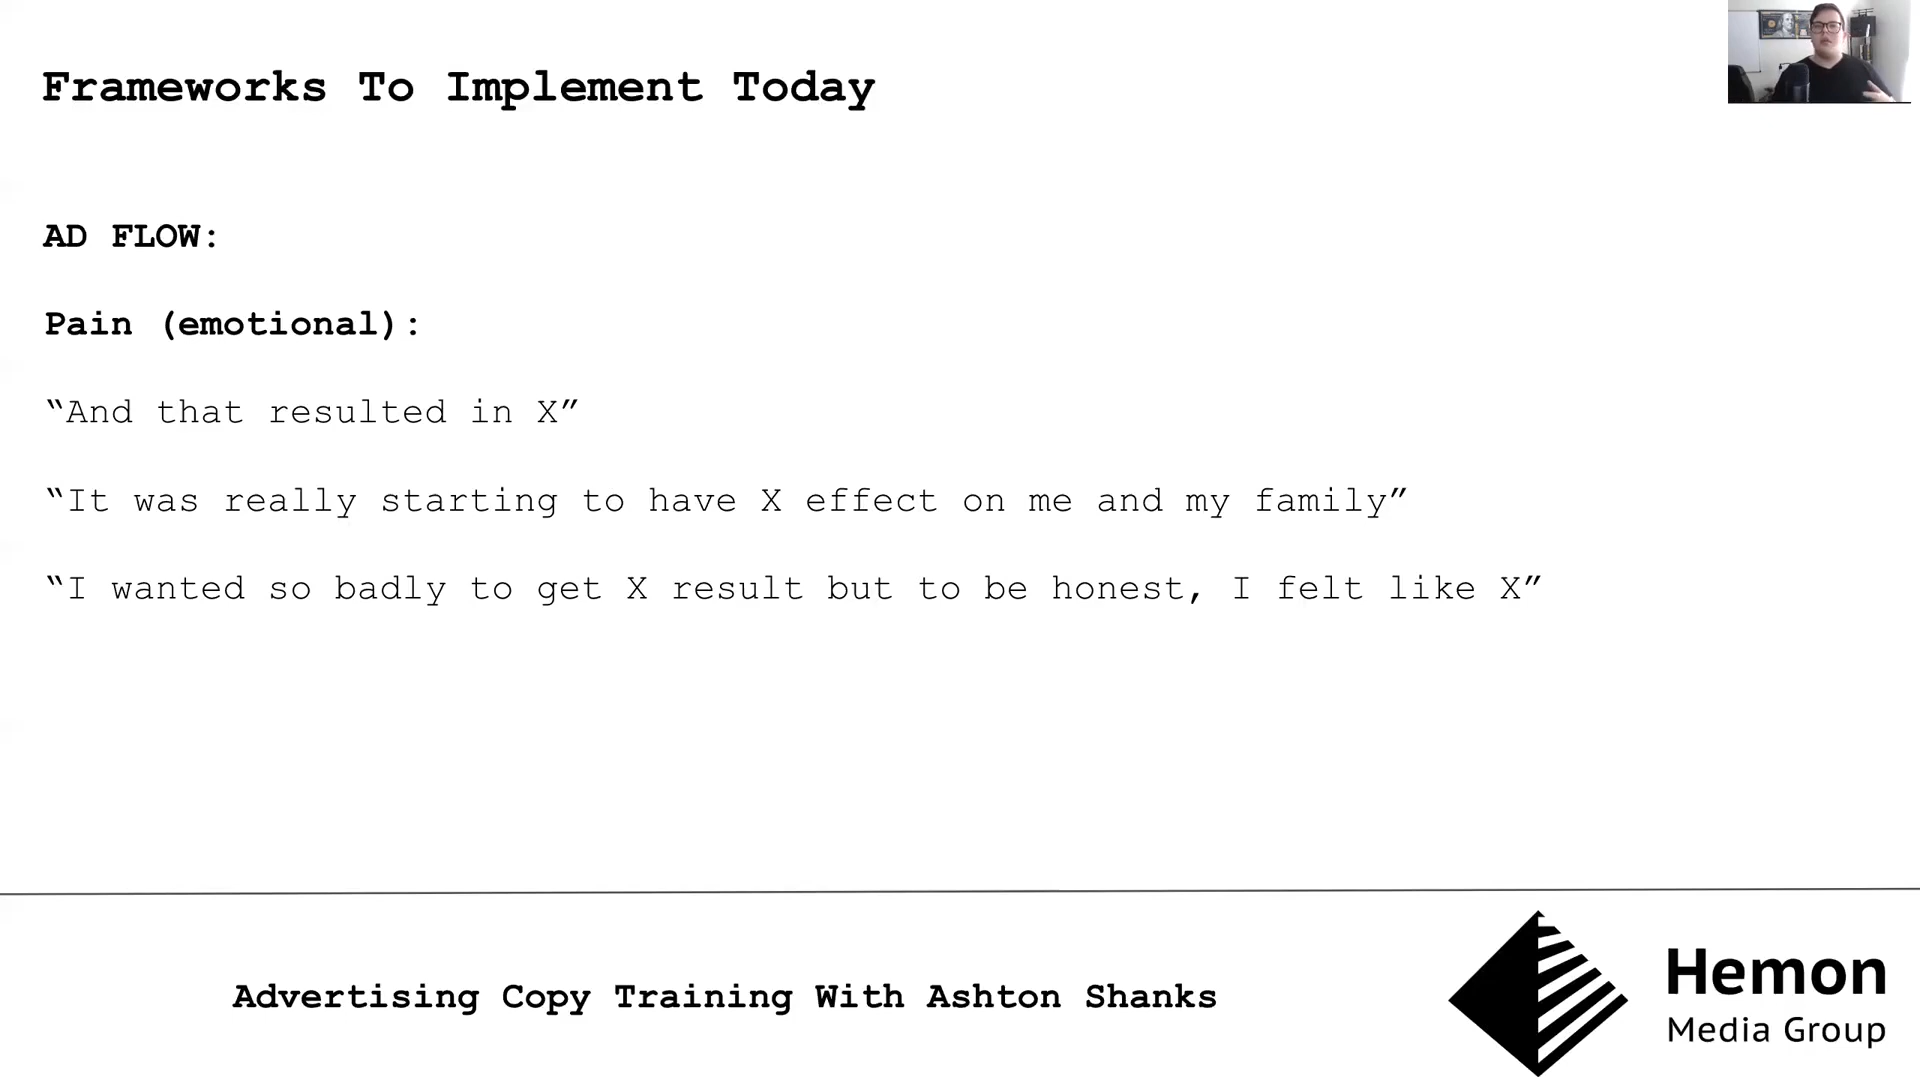 Frameworks To Implement Today
AD FLOW:
Pain (emotional):
“And that resulted in X”
“It was really starting to have X effect on me and my family”
“I wanted so badly to get X result but to be honest, I felt like X”
Advertising Copy Training With Ashton Shanks
Hemon
Media Group